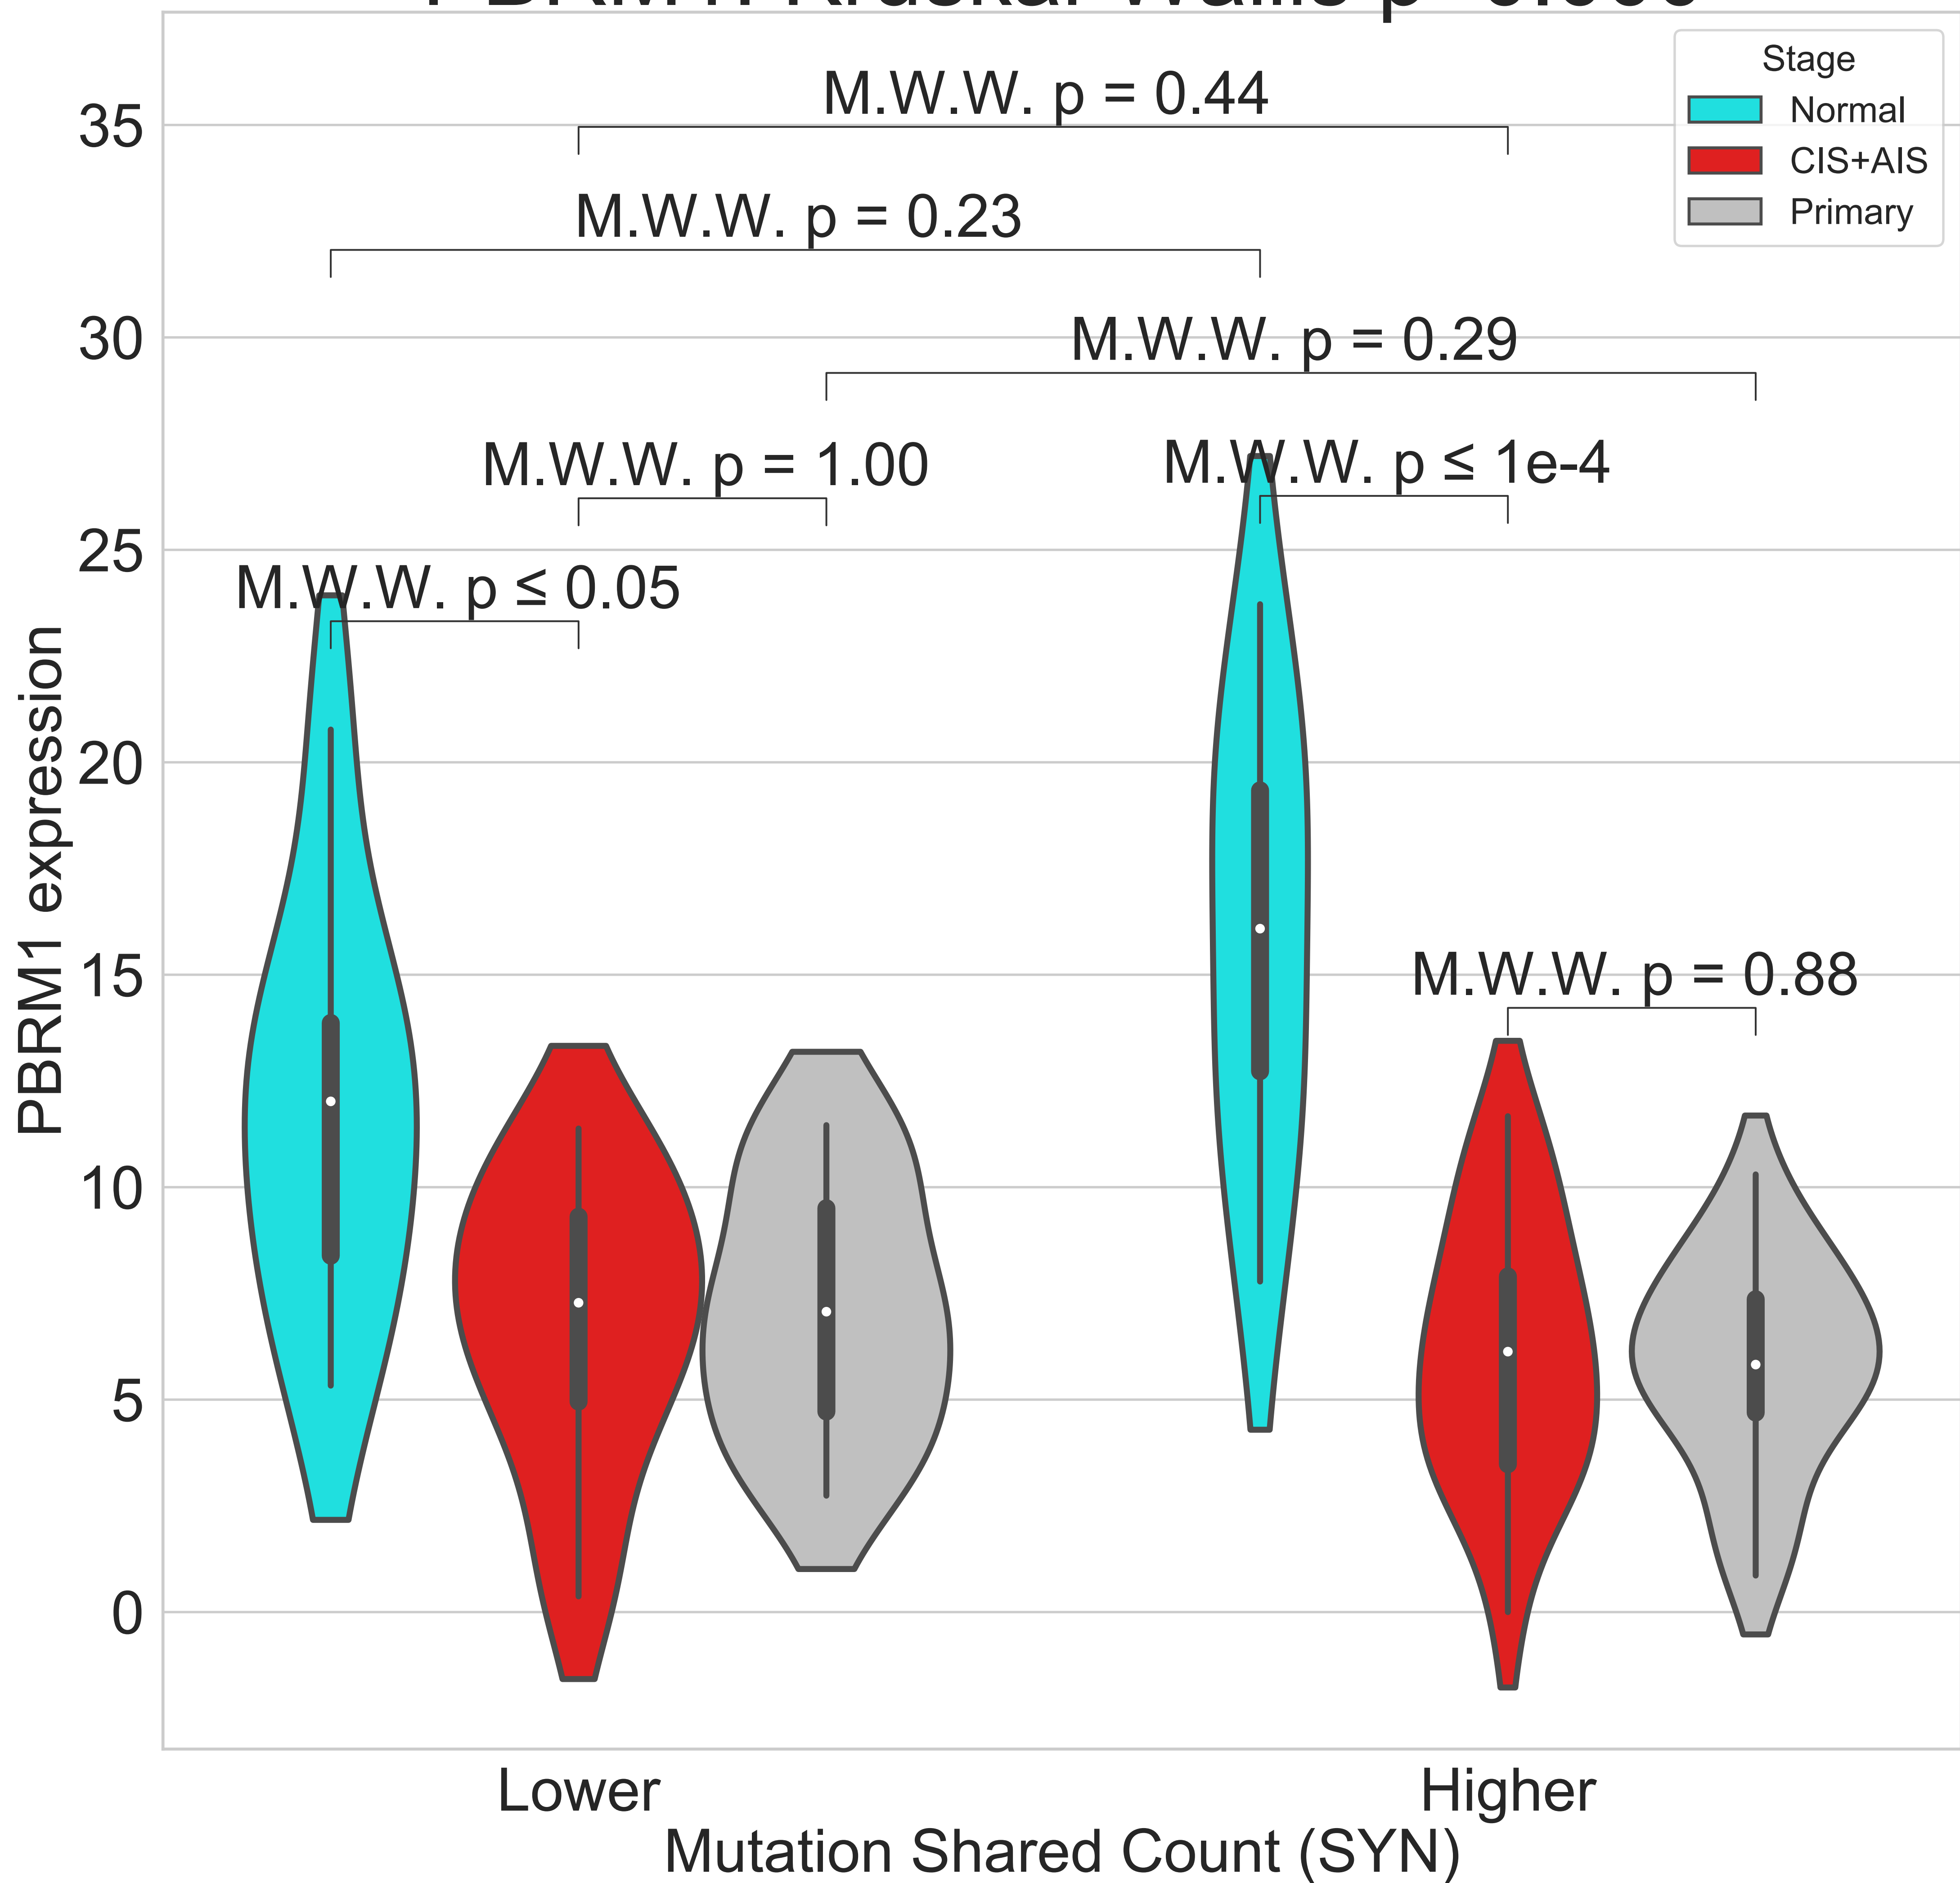 Stage
Normal
CIS+AIS
Primary
M.W.W. p = 0.44
M.W.W. p = 0.23
M.W.W. p = 0.29
M.W.W. p = 1.00
M.W.W. p ≤ 1e-4
M.W.W. p ≤ 0.05
M.W.W. p = 0.88
35
30
25
20
15
10
5
0
PBRM1 expression
Lower
Higher
Mutation Shared Count (SYN)